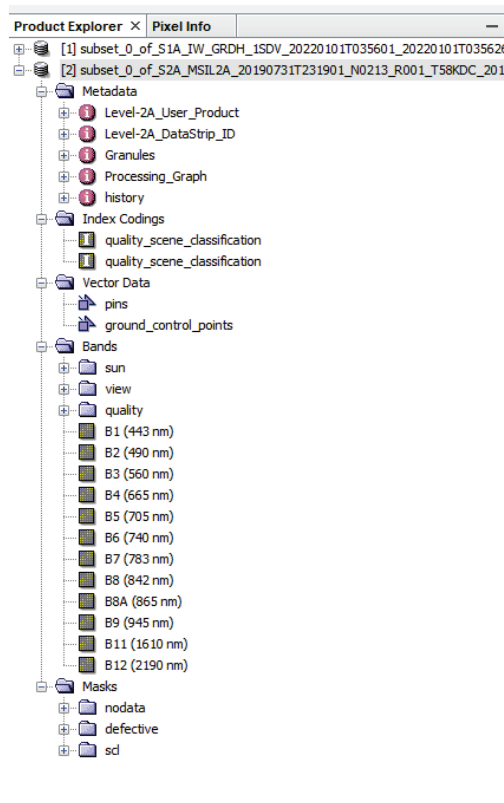 Product Explorer × Pixel Info
[1] subset_0_of_S1A_IW_GRDH_1SDV_20220101T035601_20220101T035626
[2] subset_0_of_S2A_MSIL2A_20190731T231901_N0213_R001_T58KDC_201
Metadata
Level-2A_User_Product
Level-2A_DataStrip_ID
Granules
Processing_Graph
history
Index Codings
quality_scene_classification
quality_scene_classification
Vector Data
pins
ground_control_points
Bands
sun
view
quality
B1 (443 nm)
B2 (490 nm)
B3 (560 nm)
B4 (665 nm)
B5 (705 nm)
B6 (740 nm)
B7 (783 nm)
B8 (842 nm)
B8A (865 nm)
B9 (945 nm)
B11 (1610 nm)
B12 (2190 nm)
Masks
nodata
defective
scl